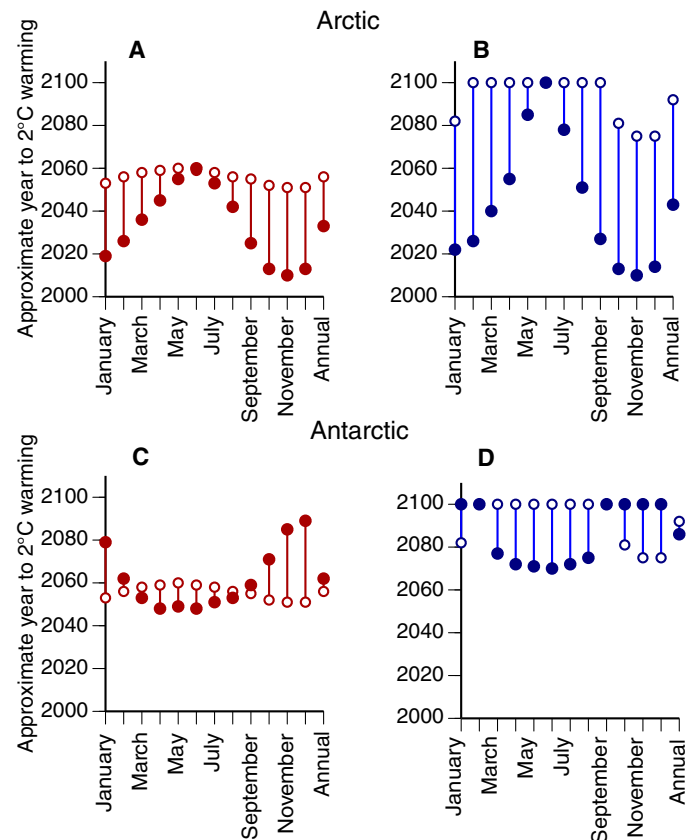 Arctic
A
B
Approximate year to 2°C warming
2100
2080
2060
2040
2020
2000
January
March
May
July
September
November
Annual
2100
2080
2060
2040
2020
2000
January
March
May
July
September
November
Annual
Antarctic
C
D
Approximate year to 2°C warming
2100
2080
2060
2040
2020
2000
January
March
May
July
September
November
Annual
2100
2080
2060
2040
2020
2000
January
March
May
July
September
November
Annual